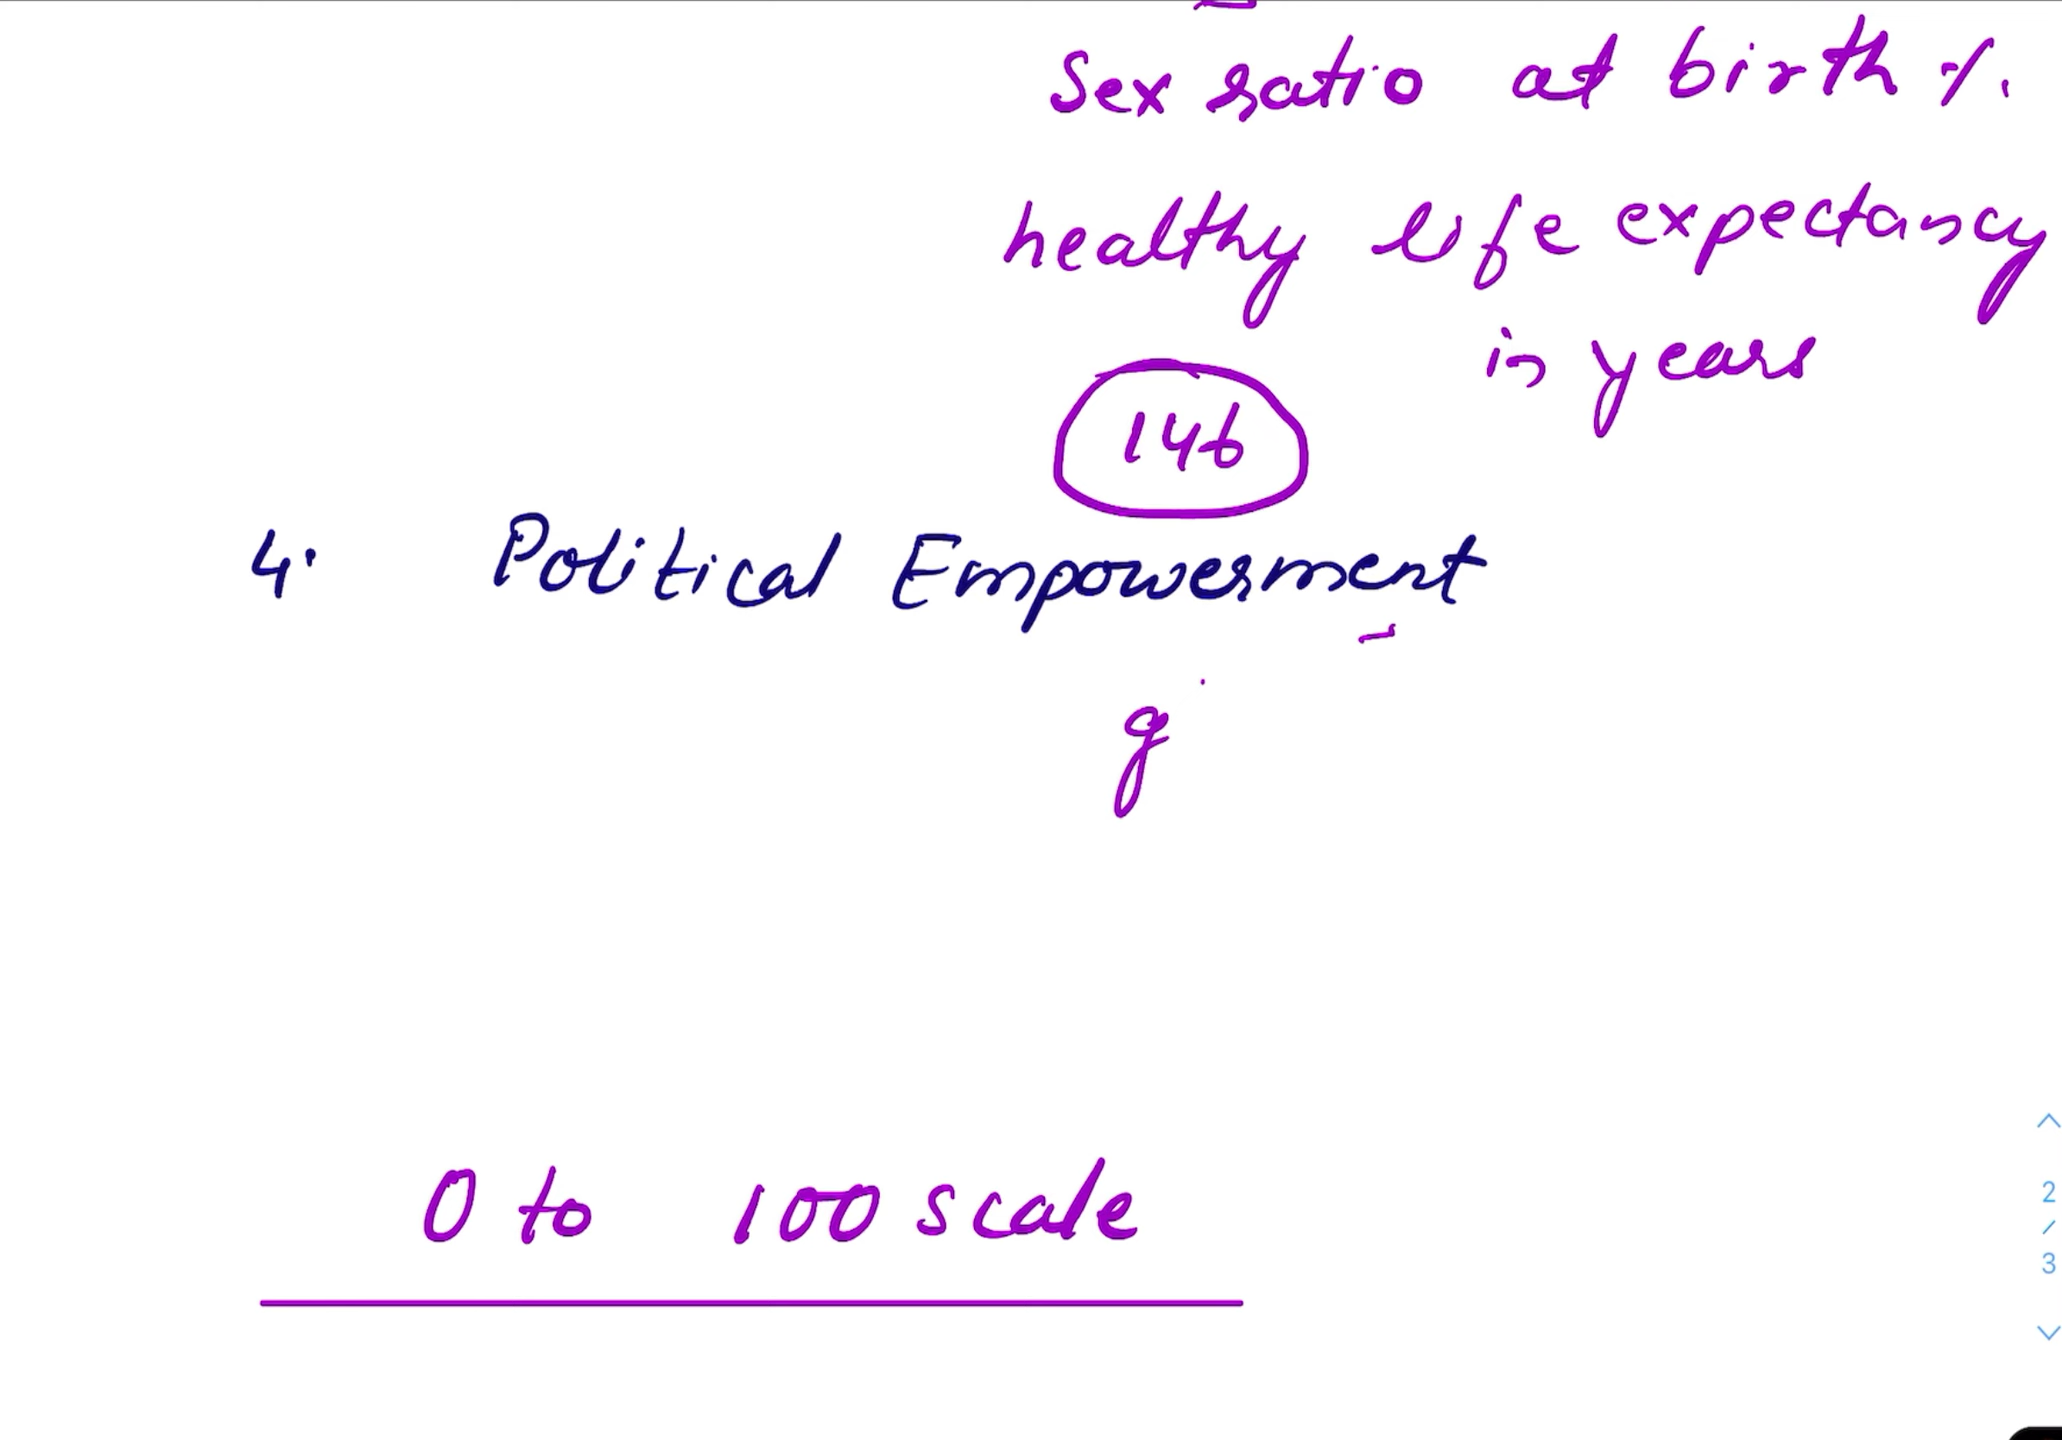 Sex ratio at birth %.
healthy life expectancy
in years
146
4. Political Empowerment
g
0 to 100 scale
2
/
3